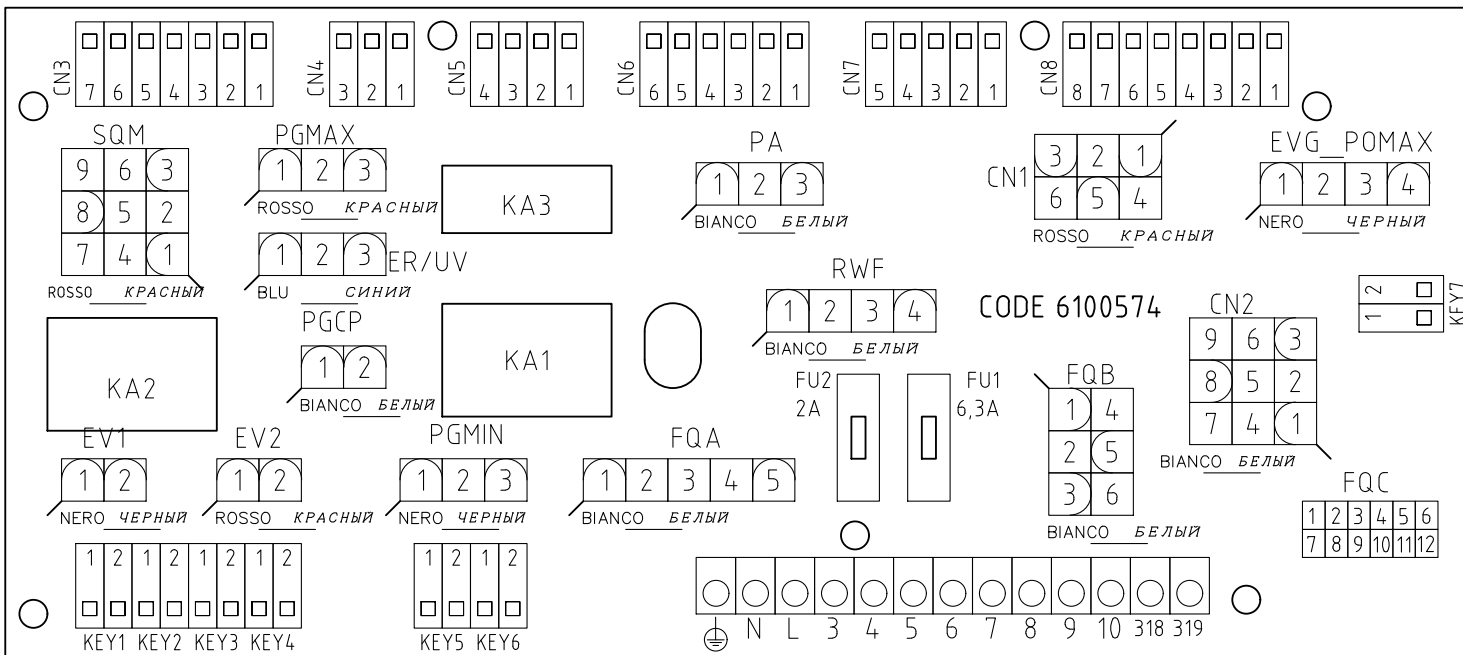 CN3 7 6 5 4 3 2 1
CN4 3 2 1
CN5 4 3 2 1
CN6 6 5 4 3 2 1
CN7 5 4 3 2 1
CN8 8 7 6 5 4 3 2 1
SQM
9 6 3
8 5 2
7 4 1
ROSSO КРАСНЫЙ
PGMAX
1 2 3
ROSSO КРАСНЫЙ
1 2 3 ER/UV
BLU СИНИЙ
KA3
PA
1 2 3
BIANCO БЕЛЫЙ
CN1
3 2 1
6 5 4
ROSSO КРАСНЫЙ
EVG_POMAX
1 2 3 4
NERO ЧЕРНЫЙ
KA2
PGCP
1 2
BIANCO БЕЛЫЙ
KA1
RWF
1 2 3 4
BIANCO БЕЛЫЙ
CODE 6100574
CN2
9 6 3
8 5 2
7 4 1
BIANCO БЕЛЫЙ
2 1 KEY7
FU2
2A
FU1
6,3A
FQB
1 4
2 5
3 6
BIANCO БЕЛЫЙ
EV1
1 2
NERO ЧЕРНЫЙ
EV2
1 2
ROSSO КРАСНЫЙ
PGMIN
1 2 3
NERO ЧЕРНЫЙ
FQA
1 2 3 4 5
BIANCO БЕЛЫЙ
FQC
1 2 3 4 5 6
7 8 9 10 11 12
1 2 1 2 1 2 1 2
KEY1 KEY2 KEY3 KEY4
1 2 1 2
KEY5 KEY6
N L 3 4 5 6 7 8 9 10 318 319